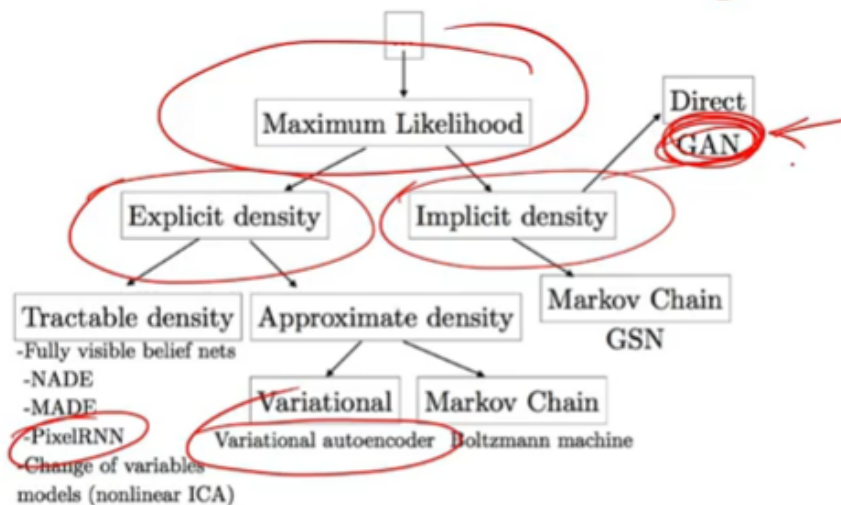 ...
Maximum Likelihood
Direct
GAN
Explicit density
Implicit density
Tractable density
Approximate density
Markov Chain
GSN
-Fully visible belief nets
-NADE
-MADE
-PixelRNN
-Change of variables
models (nonlinear ICA)
Variational
Markov Chain
Variational autoencoder
Boltzmann machine